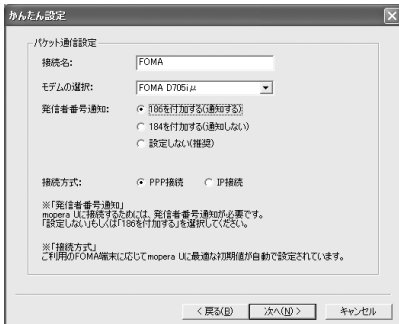 かんたん設定
パケット通信設定
接続名: FOMA
モデムの選択: FOMA D705iμ
発信者番号通知: 186を付加する(通知する)
184を付加する(通知しない)
設定しない(推奨)
接続方式: PPP接続 IP接続
※「発信者番号通知」
mopera Uに接続するためには、発信者番号通知が必要です。
「設定しない」もしくは「186を付加する」を選択してください。
※「接続方式」
ご利用のFOMA端末に応じてmopera Uに最適な初期値が自動で設定されています。
< 戻る(B) 次へ(N) > キャンセル